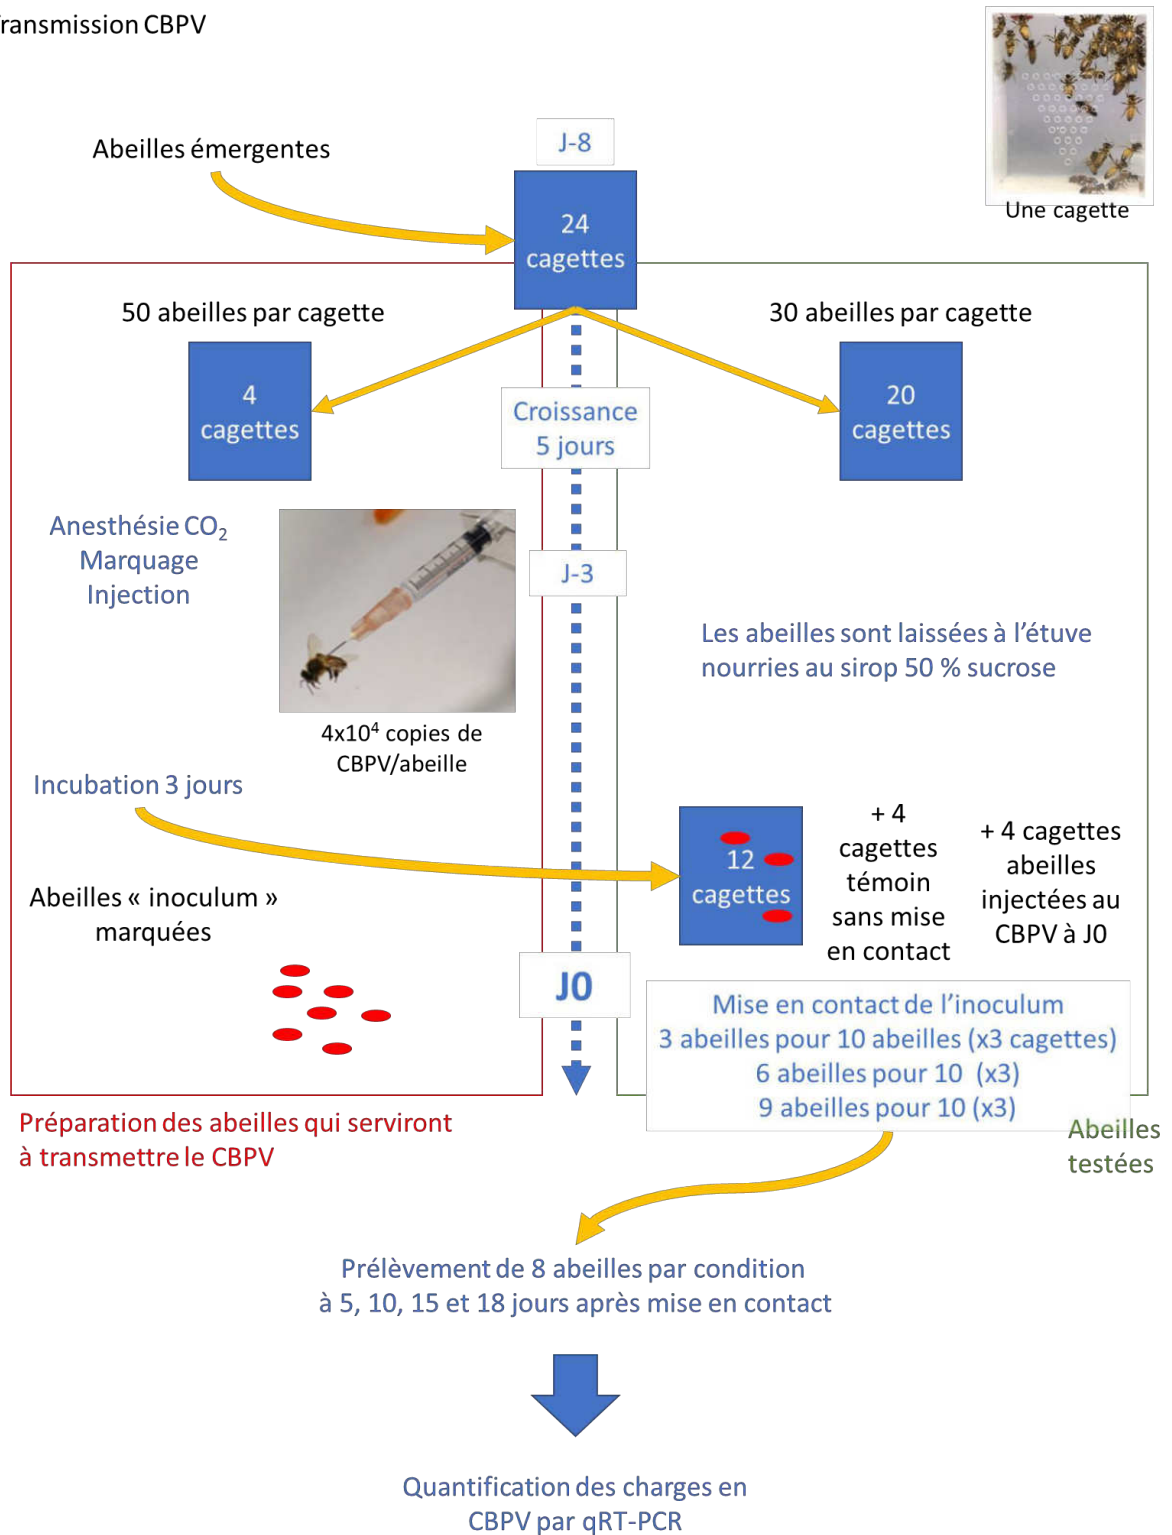 Transmission CBPV
Une cagette
Abeilles émergentes
J-8
24
cagettes
50 abeilles par cagette
30 abeilles par cagette
4
cagettes
20
cagettes
Croissance
5 jours
Anesthésie CO₂
Marquage
Injection
J-3
4x10⁴ copies de
CBPV/abeille
Les abeilles sont laissées à l’étuve
nourries au sirop 50 % sucrose
Incubation 3 jours
12
cagettes
+ 4
cagettes
témoin
sans mise
en contact
+ 4 cagettes
abeilles
injectées au
CBPV à J0
Abeilles « inoculum »
marquées
J0
Mise en contact de l’inoculum
3 abeilles pour 10 abeilles (x3 cagettes)
6 abeilles pour 10 (x3)
9 abeilles pour 10 (x3)
Préparation des abeilles qui serviront
à transmettre le CBPV
Abeilles
testées
Prélèvement de 8 abeilles par condition
à 5, 10, 15 et 18 jours après mise en contact
Quantification des charges en
CBPV par qRT-PCR